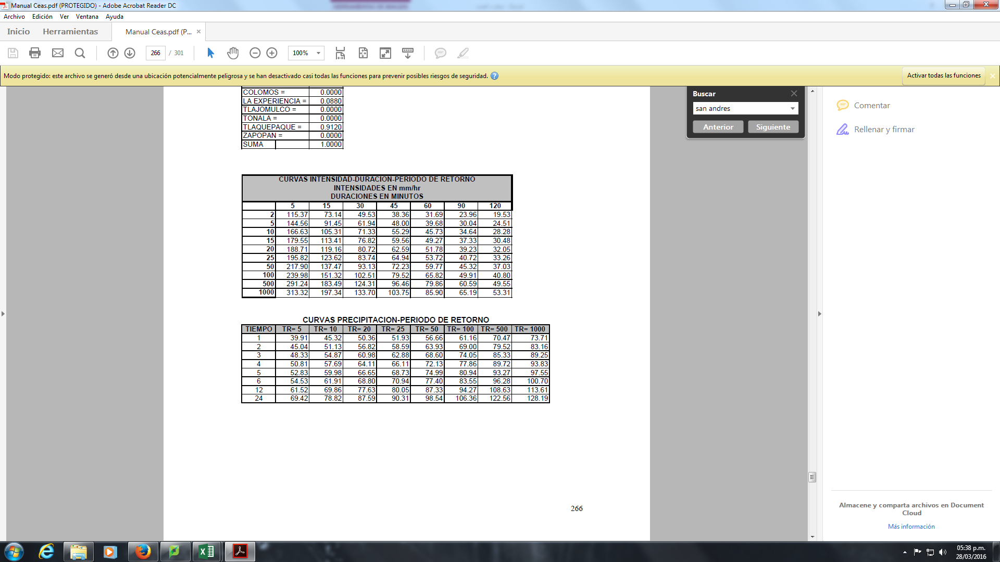 Manual Ceas.pdf (PROTEGIDO) - Adobe Acrobat Reader DC
Archivo Edición Ver Ventana Ayuda
Inicio Herramientas Manual Ceas.pdf (P... ×
266 / 301 100%
Modo protegido: este archivo se generó desde una ubicación potencialmente peligrosa y se han desactivado casi todas las funciones para prevenir posibles riesgos de seguridad. ? Activar todas las funciones
COLOMOS = 0.0000
LA EXPERIENCIA = 0.0880
TLAJOMULCO = 0.0000
TONALA = 0.0000
TLAQUEPAQUE = 0.9120
ZAPOPAN = 0.0000
SUMA 1.0000
CURVAS INTENSIDAD-DURACION-PERIODO DE RETORNO
INTENSIDADES EN mm/hr
DURACIONES EN MINUTOS
5 15 30 45 60 90 120
2 115.37 73.14 49.53 38.36 31.69 23.96 19.53
5 144.56 91.45 61.94 48.00 39.68 30.04 24.51
10 166.63 105.31 71.33 55.29 45.73 34.64 28.28
15 179.55 113.41 76.82 59.56 49.27 37.33 30.48
20 188.71 119.16 80.72 62.59 51.78 39.23 32.05
25 195.82 123.62 83.74 64.94 53.72 40.72 33.26
50 217.90 137.47 93.13 72.23 59.77 45.32 37.03
100 239.98 151.32 102.51 79.52 65.82 49.91 40.80
500 291.24 183.49 124.31 96.46 79.86 60.59 49.55
1000 313.32 197.34 133.70 103.75 85.90 65.19 53.31
CURVAS PRECIPITACION-PERIODO DE RETORNO
TIEMPO TR= 5 TR= 10 TR= 20 TR= 25 TR= 50 TR= 100 TR= 500 TR= 1000
1 39.91 45.32 50.36 51.93 56.66 61.16 70.47 73.71
2 45.04 51.13 56.82 58.59 63.93 69.00 79.52 83.16
3 48.33 54.87 60.98 62.88 68.60 74.05 85.33 89.25
4 50.81 57.69 64.11 66.11 72.13 77.86 89.72 93.83
5 52.83 59.98 66.65 68.73 74.99 80.94 93.27 97.55
6 54.53 61.91 68.80 70.94 77.40 83.55 96.28 100.70
12 61.52 69.86 77.63 80.05 87.33 94.27 108.63 113.61
24 69.42 78.82 87.59 90.31 98.54 106.36 122.56 128.19
266
Buscar
san andres
Anterior Siguiente
Comentar
Rellenar y firmar
Almacene y comparta archivos en Document
Cloud
Más información
05:38 p.m.
28/03/2016